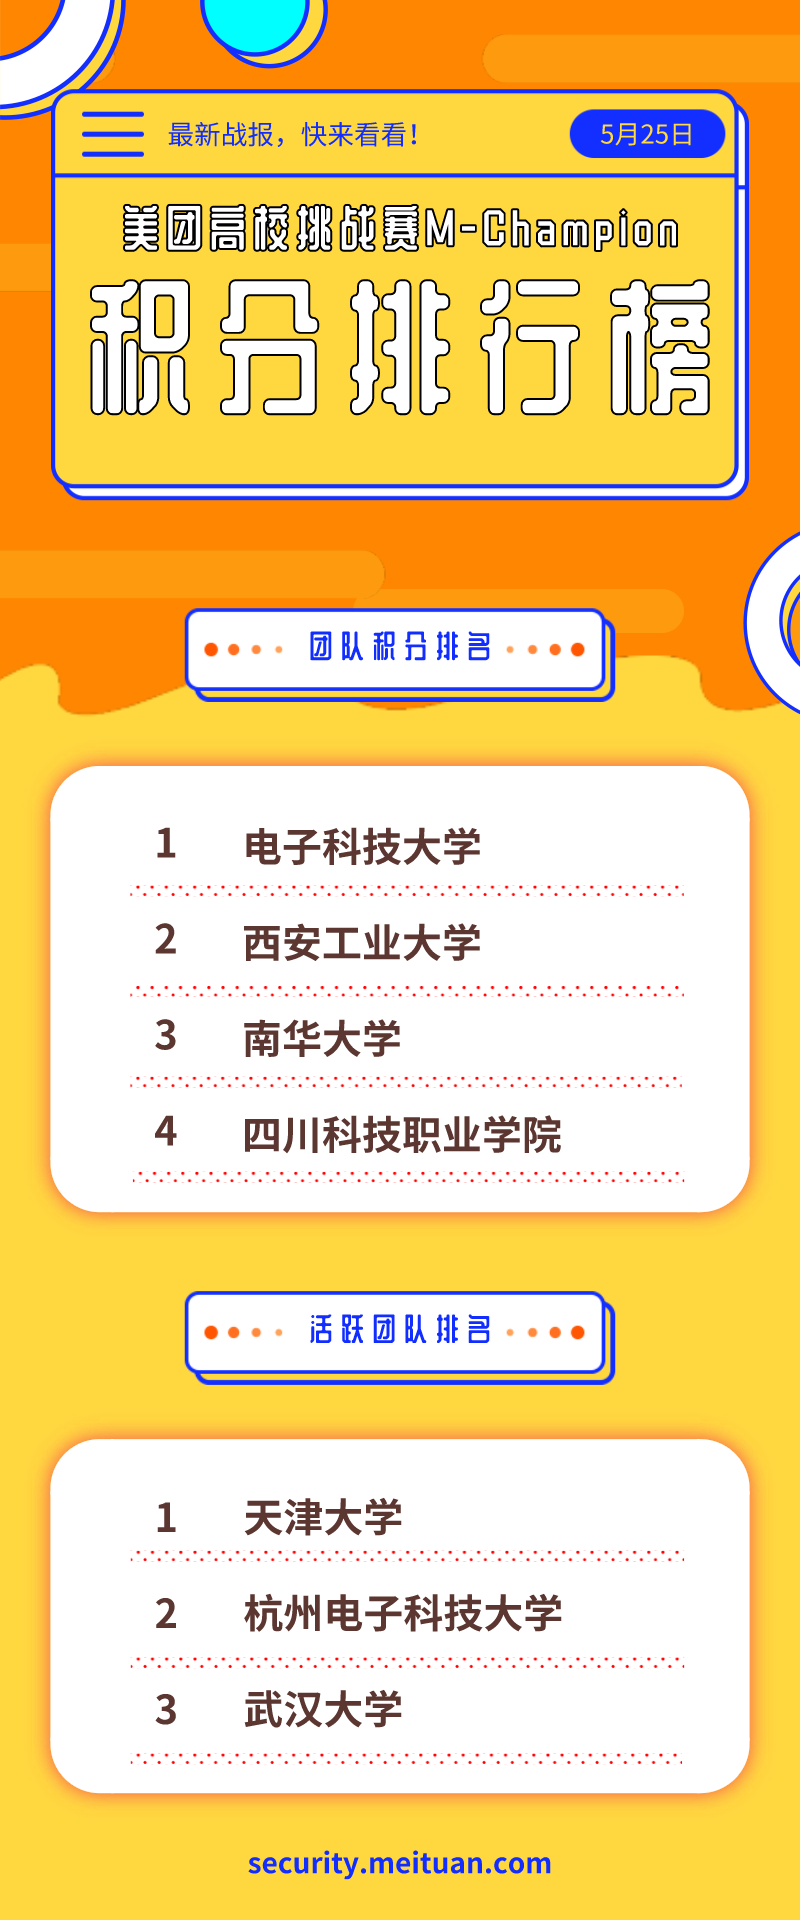 最新战报，快来看看！
5月25日
美团高校挑战赛M-Champion
积分排行榜
团队积分排名
1 电子科技大学
2 西安工业大学
3 南华大学
4 四川科技职业学院
活跃团队排名
1 天津大学
2 杭州电子科技大学
3 武汉大学
security.meituan.com